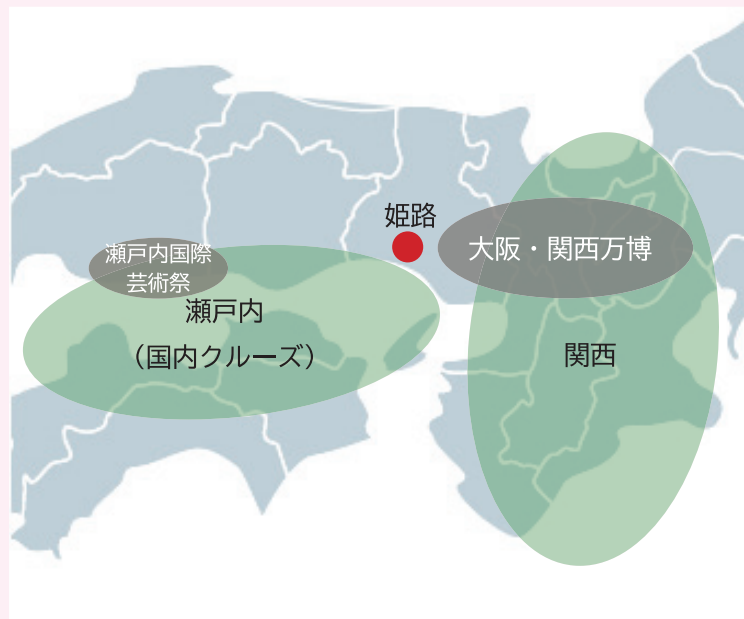 姫路
大阪・関西万博
瀬戸内国際
芸術祭
瀬戸内
（国内クルーズ）
関西